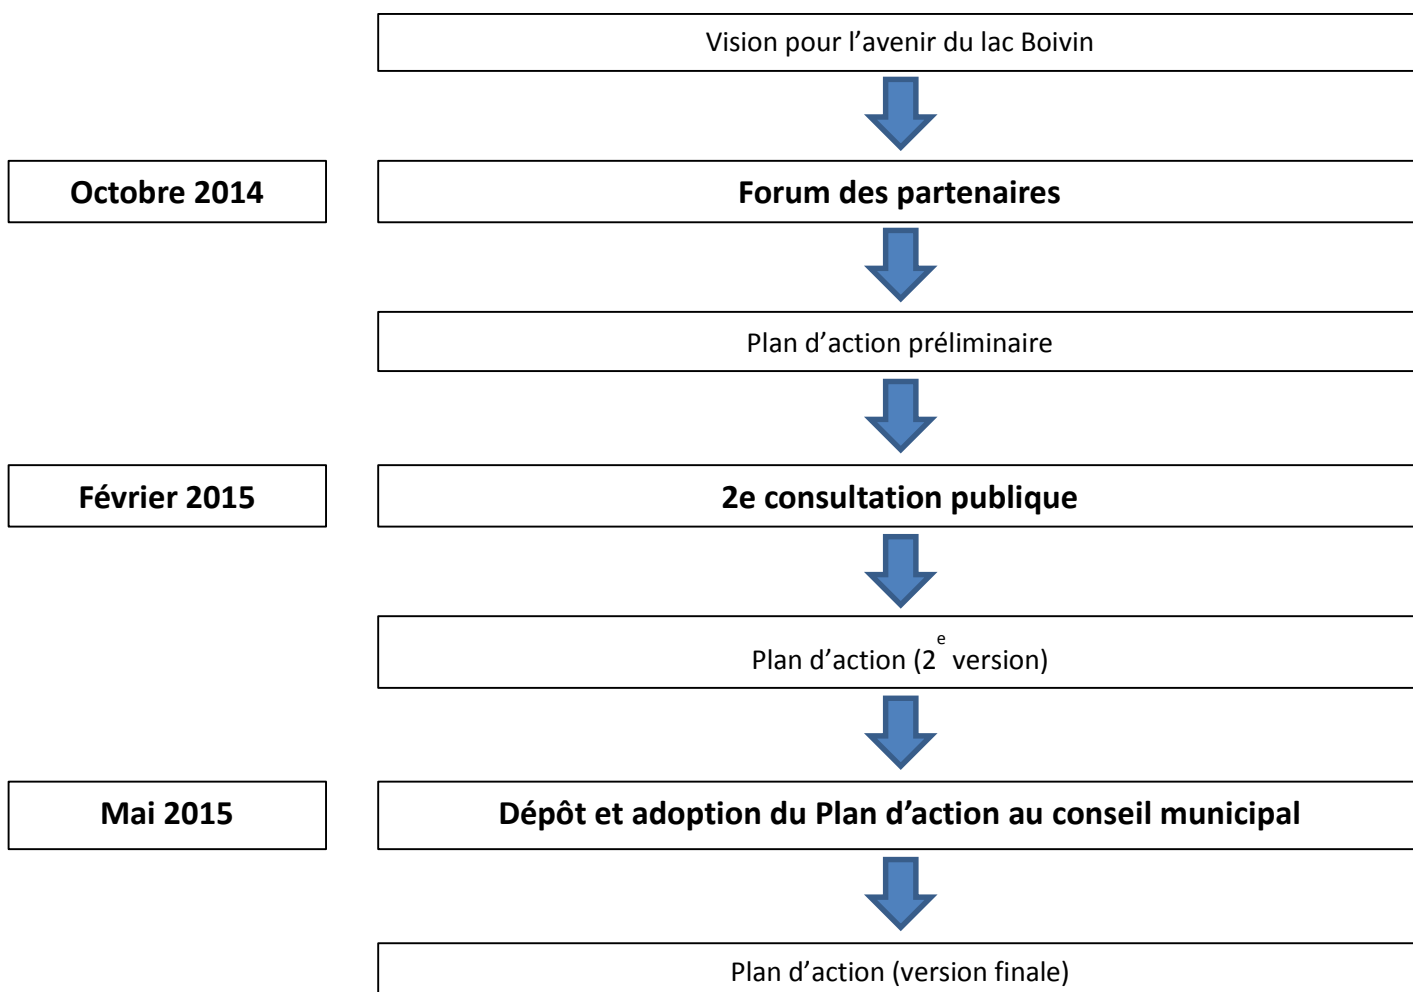 Vision pour l’avenir du lac Boivin
Octobre 2014
Forum des partenaires
Plan d’action préliminaire
Février 2015
2e consultation publique
Plan d’action (2e version)
Mai 2015
Dépôt et adoption du Plan d’action au conseil municipal
Plan d’action (version finale)